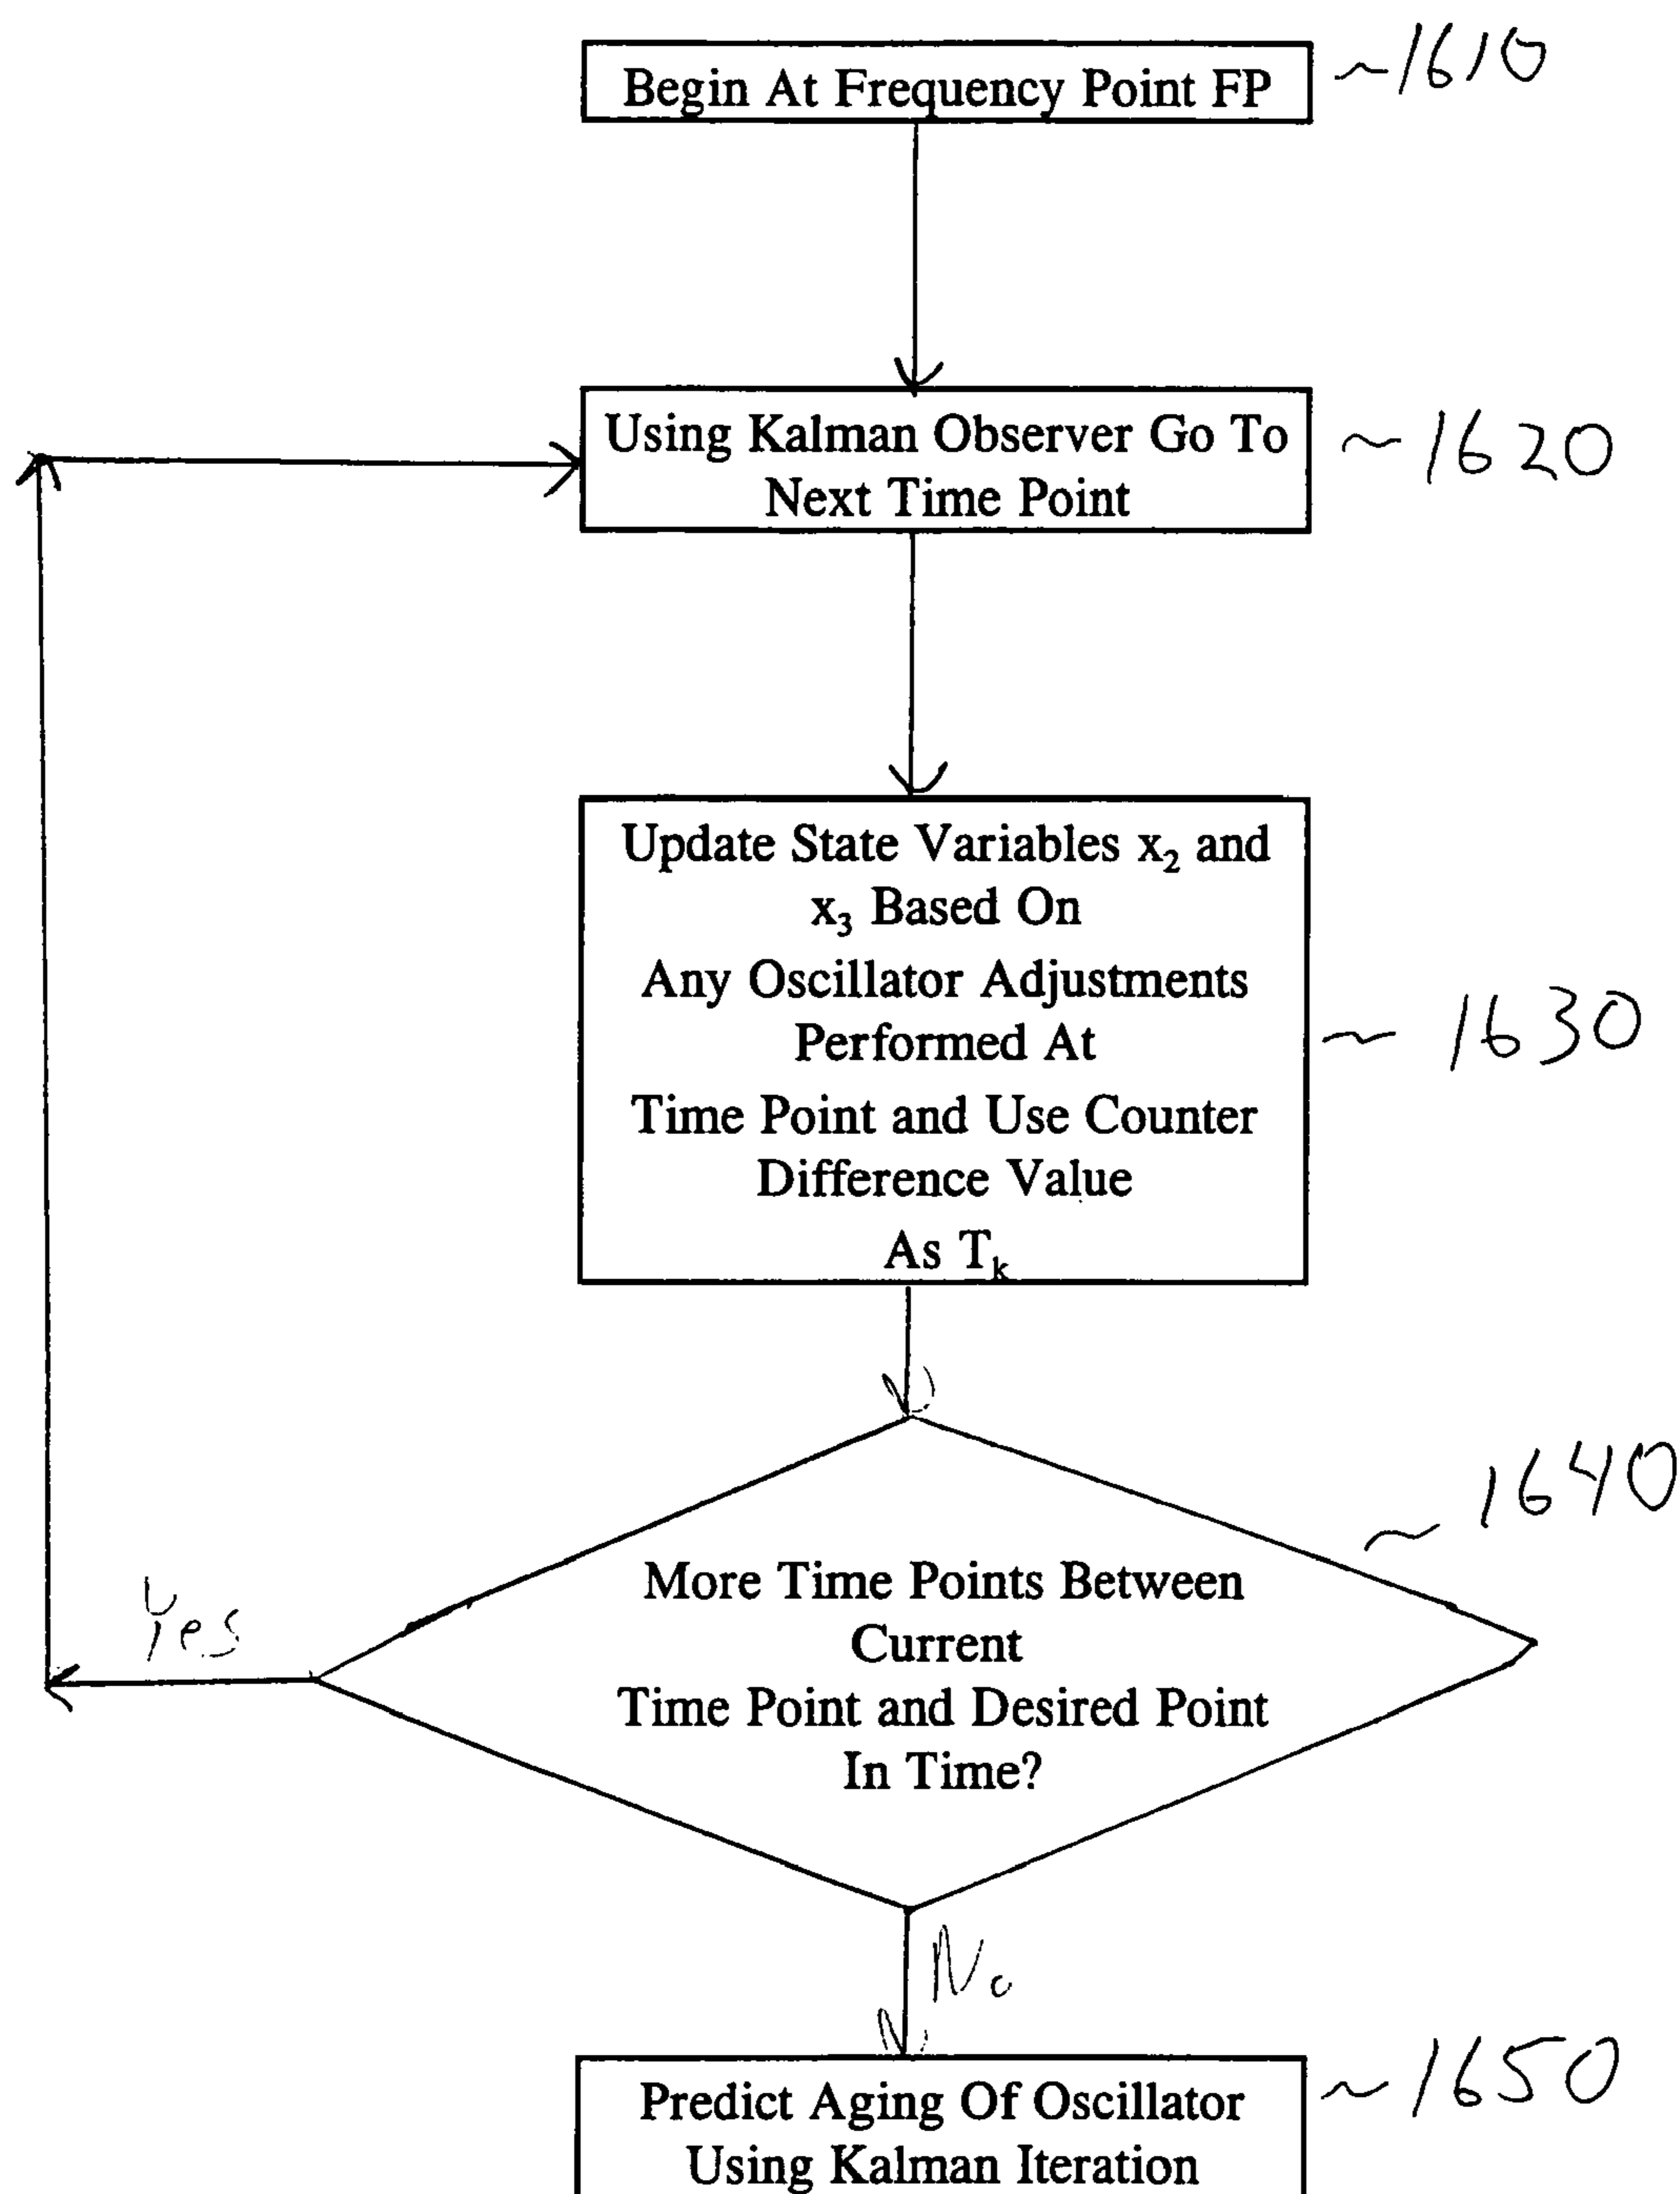 Begin At Frequency Point FP
~1610
Using Kalman Observer Go To
Next Time Point
~1620
Update State Variables x₂ and
x₃ Based On
Any Oscillator Adjustments
Performed At
Time Point and Use Counter
Difference Value
As Tₖ
~ 1630
~ 1640
More Time Points Between
Current
Time Point and Desired Point
In Time?
Yes
No
Predict Aging Of Oscillator
Using Kalman Iteration
~1650